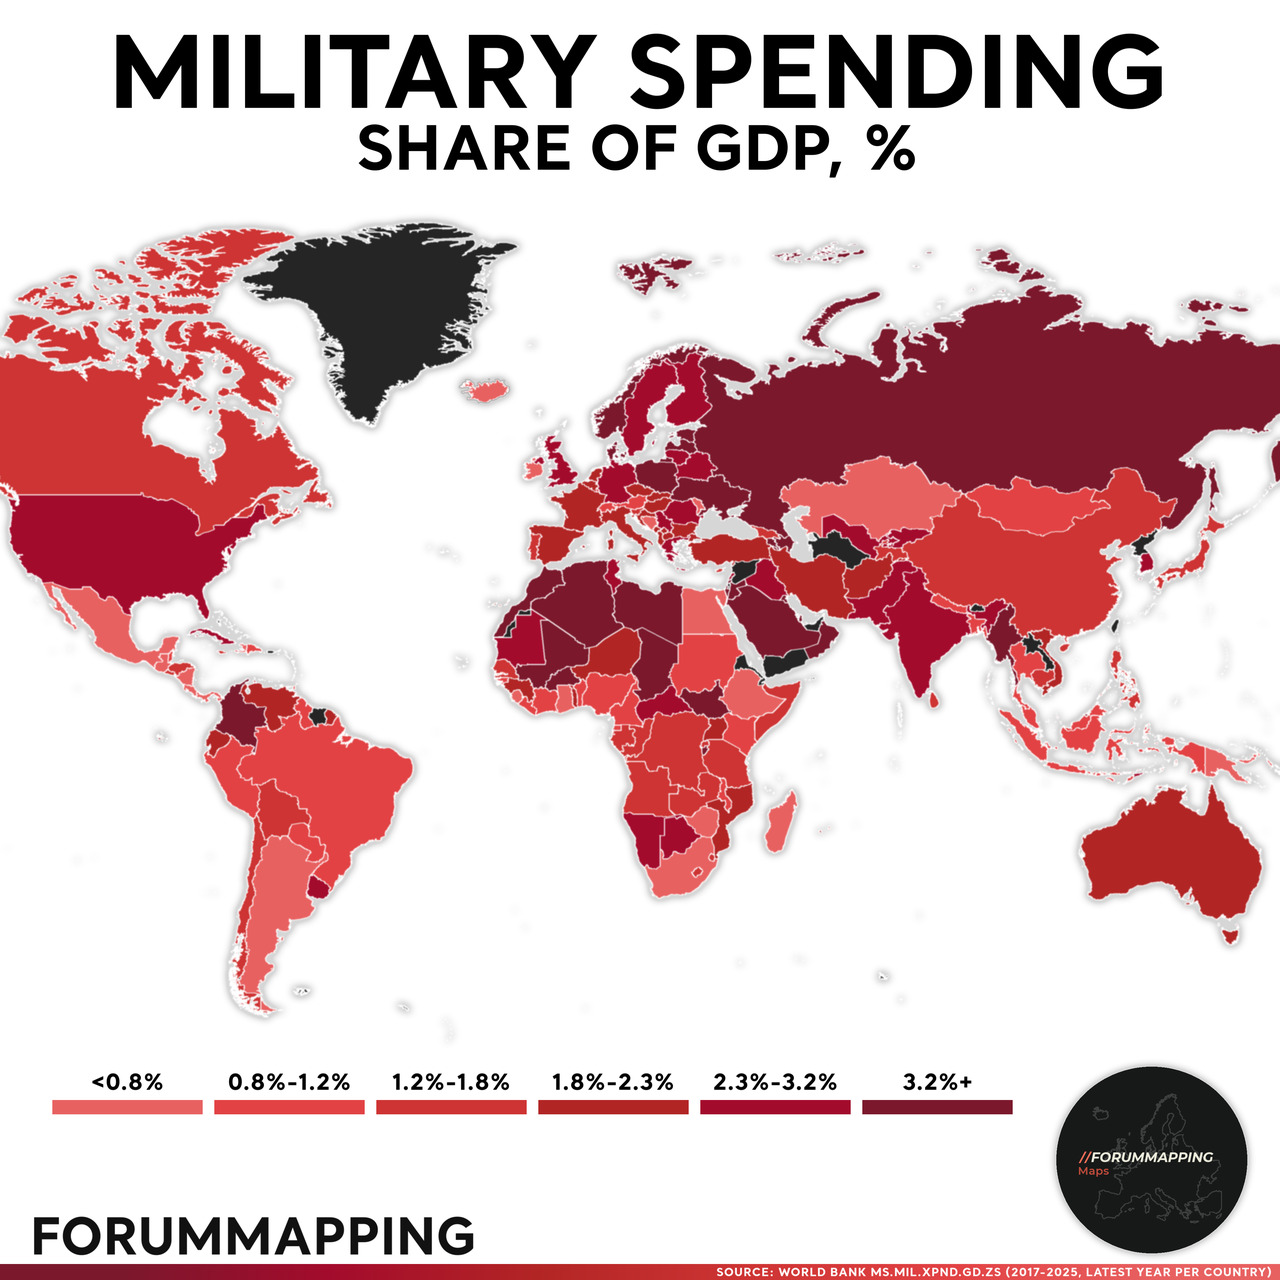 MILITARY SPENDING
SHARE OF GDP, %
<0.8%
0.8%-1.2%
1.2%-1.8%
1.8%-2.3%
2.3%-3.2%
3.2%+
//FORUMMAPPING
Maps
FORUMMAPPING
SOURCE: WORLD BANK MS.MIL.XPND.GD.ZS (2017-2025, LATEST YEAR PER COUNTRY)